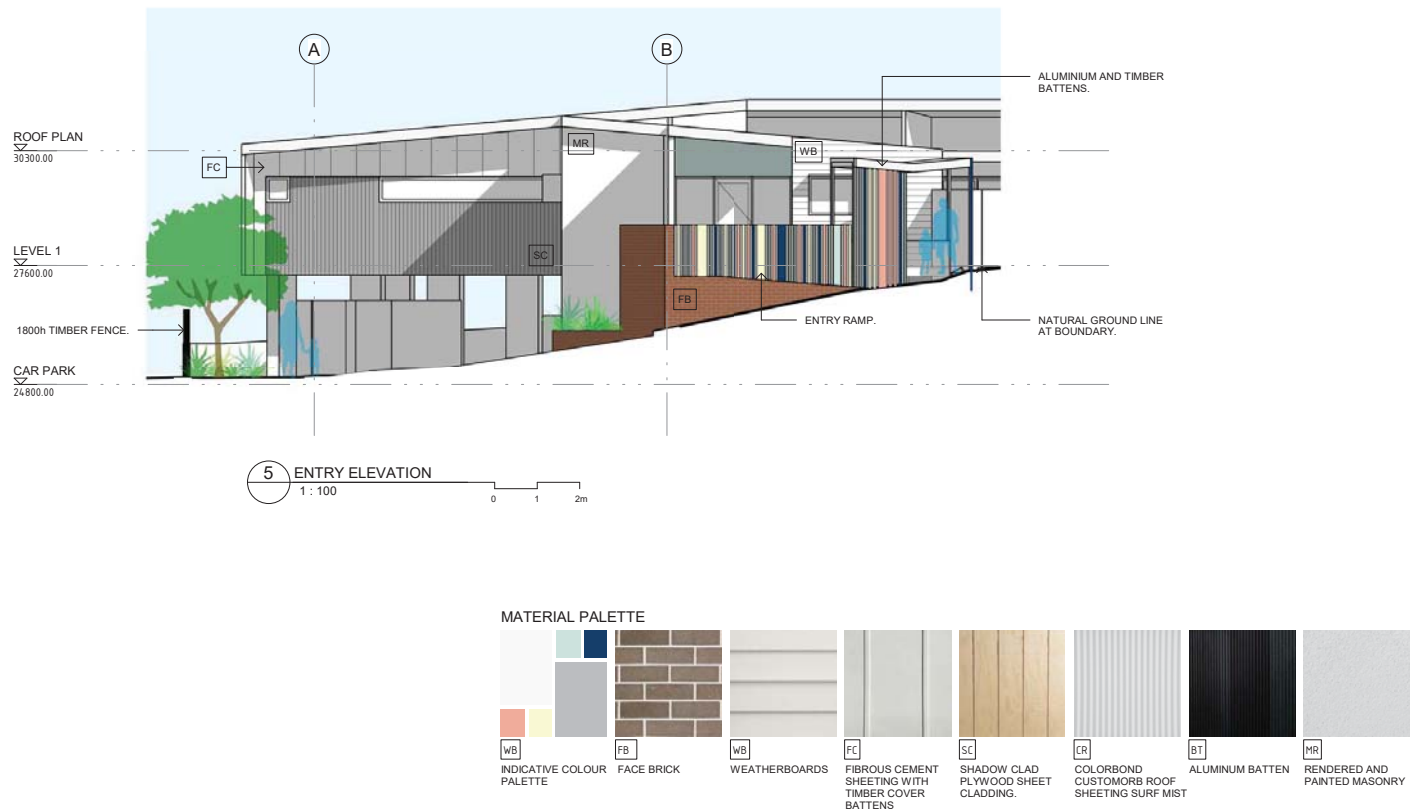 A
B
ALUMINIUM AND TIMBER
BATTENS.
ROOF PLAN
30300.00
MR
WB
FC
LEVEL 1
27600.00
SC
FB
1800h TIMBER FENCE.
ENTRY RAMP.
NATURAL GROUND LINE
AT BOUNDARY.
CAR PARK
24800.00
5 ENTRY ELEVATION
1 : 100
0 1 2m
MATERIAL PALETTE
WB
INDICATIVE COLOUR
PALETTE
FB
FACE BRICK
WB
WEATHERBOARDS
FC
FIBROUS CEMENT
SHEETING WITH
TIMBER COVER
BATTENS
SC
SHADOW CLAD
PLYWOOD SHEET
CLADDING.
CR
COLORBOND
CUSTOMORB ROOF
SHEETING SURF MIST
BT
ALUMINUM BATTEN
MR
RENDERED AND
PAINTED MASONRY